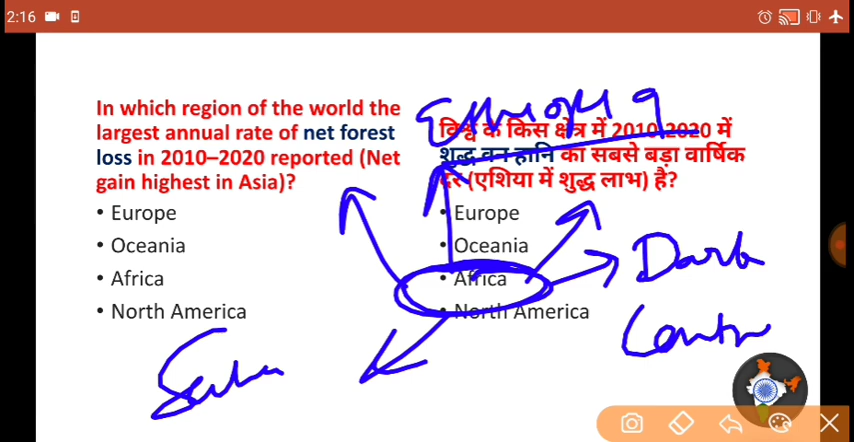 2:16
In which region of the world the
largest annual rate of net forest
loss in 2010–2020 reported (Net
gain highest in Asia)?
• Europe
• Oceania
• Africa
• North America
Ethiopia
विश्व के किस क्षेत्र में 2010-2020 में
शुद्ध वन हानि का सबसे बड़ा वार्षिक
दर (एशिया में शुद्ध लाभ) है?
• Europe
• Oceania
• Africa
• North America
Dark